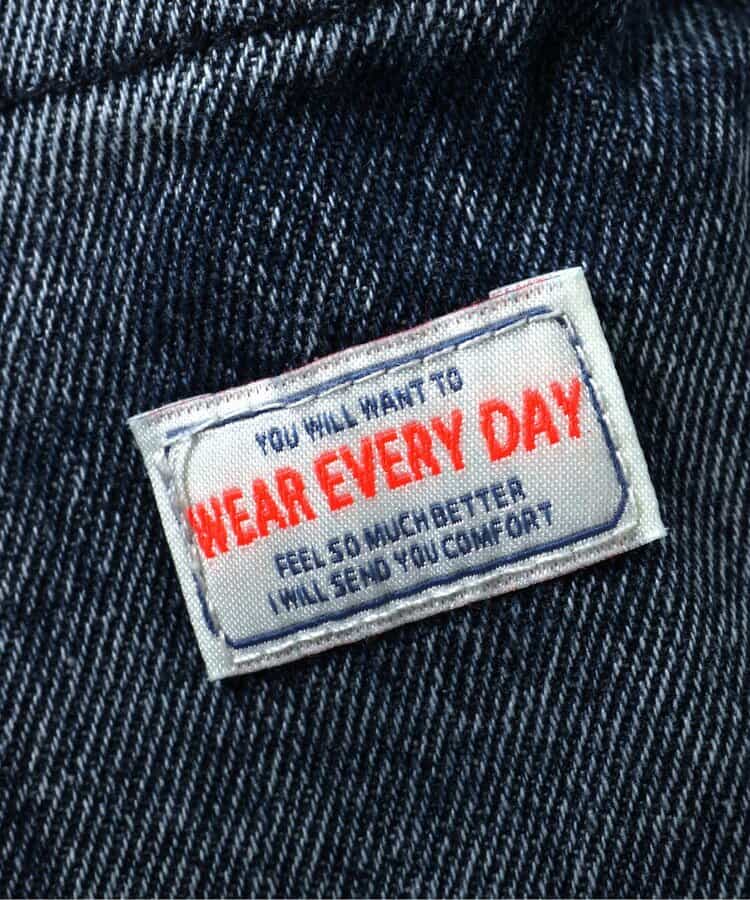 YOU WILL WANT TO
WEAR EVERY DAY
FEEL SO MUCH BETTER
I WILL SEND YOU COMFORT